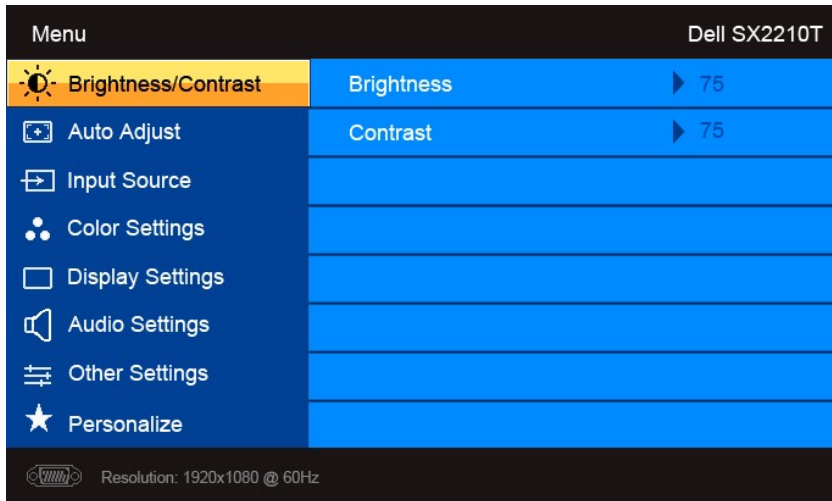 Menu Dell SX2210T
Brightness/Contrast Brightness 75
Auto Adjust Contrast 75
Input Source
Color Settings
Display Settings
Audio Settings
Other Settings
Personalize
Resolution: 1920x1080 @ 60Hz